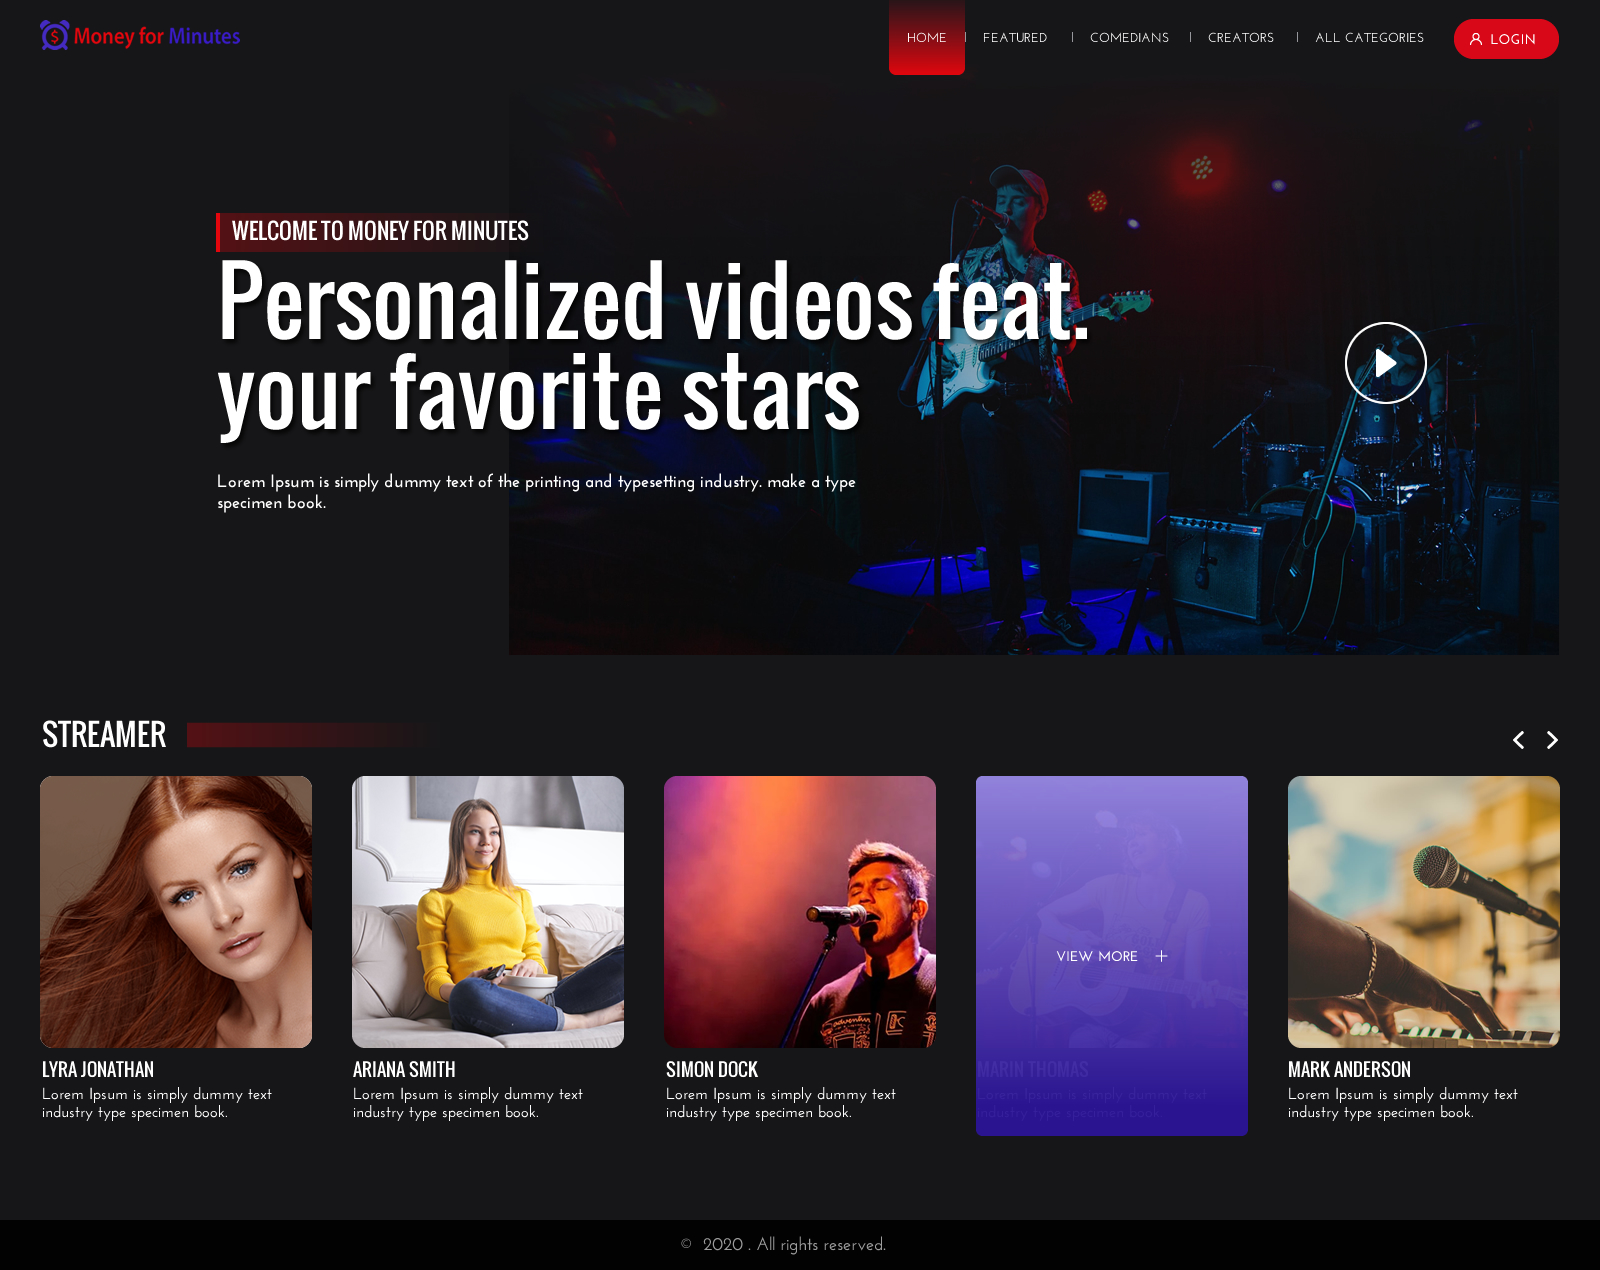 Money for Minutes
HOME
FEATURED
COMEDIANS
CREATORS
ALL CATEGORIES
LOGIN
WELCOME TO MONEY FOR MINUTES
Personalized videos feat.
your favorite stars
Lorem Ipsum is simply dummy text of the printing and typesetting industry. make a type
specimen book.
STREAMER
LYRA JONATHAN
Lorem Ipsum is simply dummy text
industry type specimen book.
ARIANA SMITH
Lorem Ipsum is simply dummy text
industry type specimen book.
SIMON DOCK
Lorem Ipsum is simply dummy text
industry type specimen book.
VIEW MORE +
MARIN THOMAS
Lorem Ipsum is simply dummy text
industry type specimen book
MARK ANDERSON
Lorem Ipsum is simply dummy text
industry type specimen book.
© 2020 . All rights reserved.